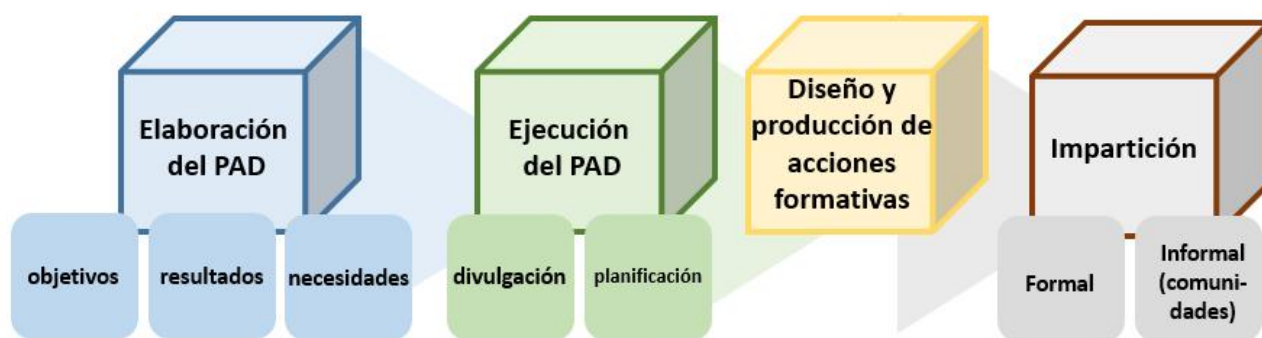 Elaboración
del PAD
objetivos
resultados
necesidades
Ejecución
del PAD
divulgación
planificación
Diseño y
producción de
acciones
formativas
Impartición
Formal
Informal
(comuni-
dades)